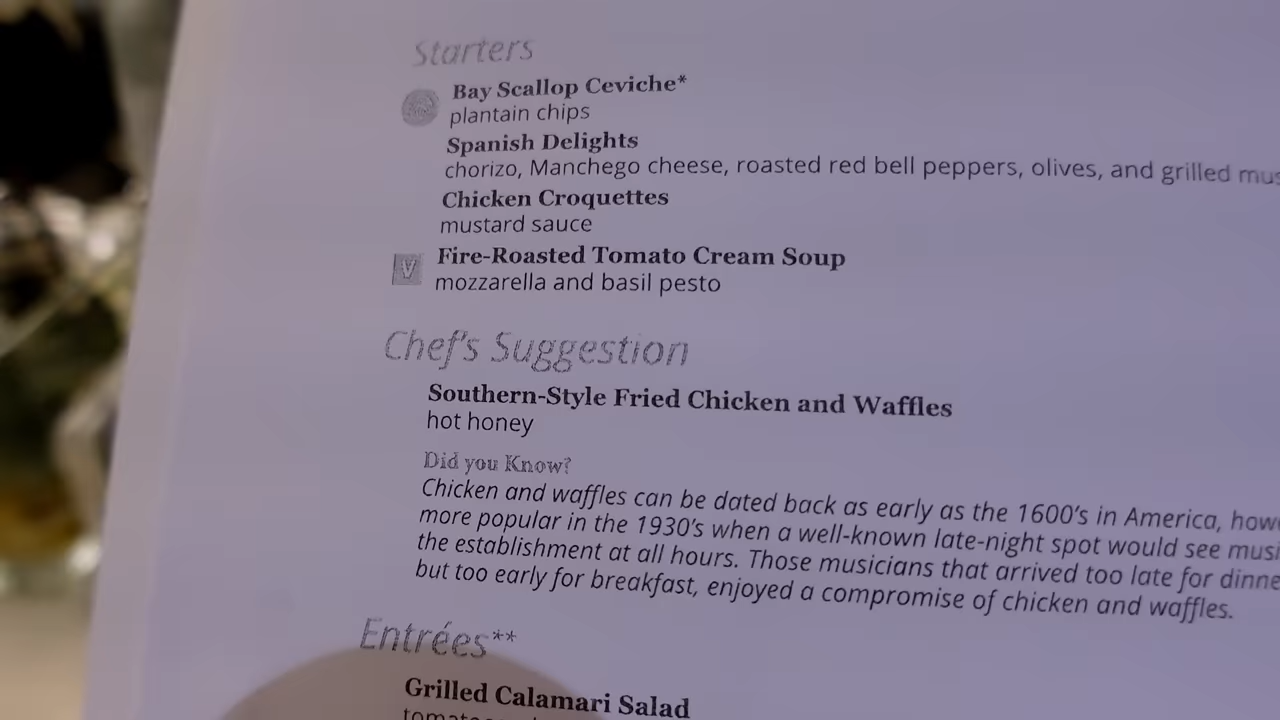 Starters
Bay Scallop Ceviche*
plantain chips
Spanish Delights
chorizo, Manchego cheese, roasted red bell peppers, olives, and grilled
Chicken Croquettes
mustard sauce
V Fire-Roasted Tomato Cream Soup
mozzarella and basil pesto
Chef's Suggestion
Southern-Style Fried Chicken and Waffles
hot honey
Did you Know?
Chicken and waffles can be dated back as early as the 1600's in America,
more popular in the 1930's when a well-known late-night spot would see
the establishment at all hours. Those musicians that arrived too late for
but too early for breakfast, enjoyed a compromise of chicken and waffles.
Entrées**
Grilled Calamari Salad